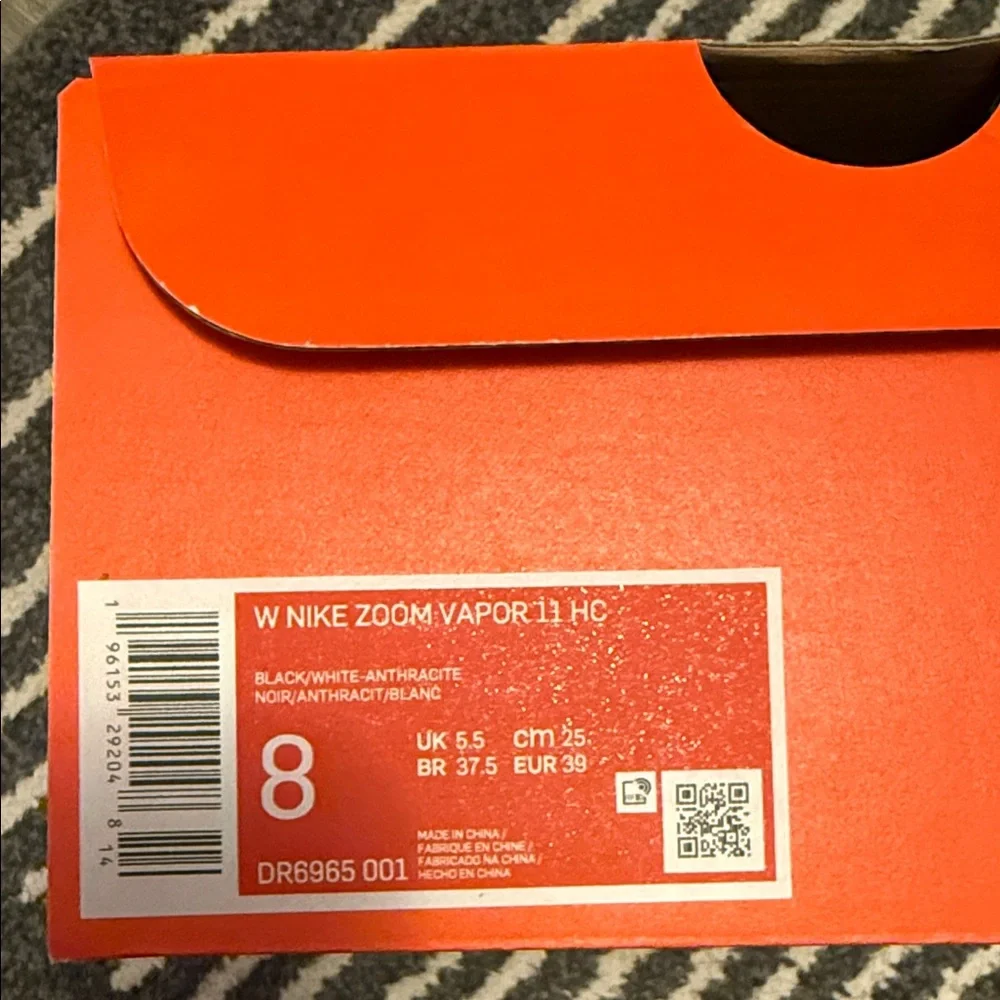 W NIKE ZOOM VAPOR 11 HC
BLACK/WHITE-ANTHRACITE
NOIR/ANTHRACIT/BLANC
8
UK 5.5 cm 25
BR 37.5 EUR 39
DR6965 001
MADE IN CHINA /
FABRIQUE EN CHINE /
FABRICADO NA CHINA /
HECHO EN CHINA
1 96153 29204 8 14